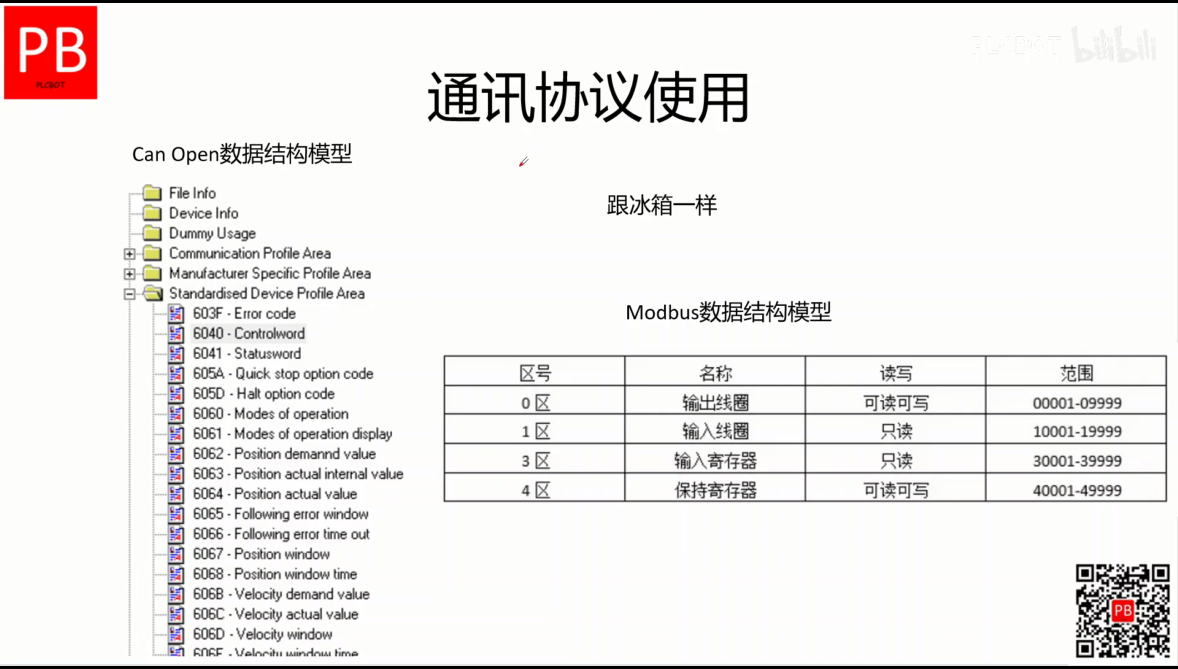 PB
PLCBOT
PLCBOT bilibili
通讯协议使用
Can Open数据结构模型
File Info
Device Info
Dummy Usage
Communication Profile Area
Manufacturer Specific Profile Area
Standardised Device Profile Area
603F - Error code
6040 - Controlword
6041 - Statusword
605A - Quick stop option code
605D - Halt option code
6060 - Modes of operation
6061 - Modes of operation display
6062 - Position demannd value
6063 - Position actual internal value
6064 - Position actual value
6065 - Following error window
6066 - Following error time out
6067 - Position window
6068 - Position window time
606B - Velocity demand value
606C - Velocity actual value
606D - Velocity window
606E - Velocity window time
跟冰箱一样
Modbus数据结构模型
区号 名称 读写 范围
0 区 输出线圈 可读可写 00001-09999
1 区 输入线圈 只读 10001-19999
3 区 输入寄存器 只读 30001-39999
4 区 保持寄存器 可读可写 40001-49999
PB